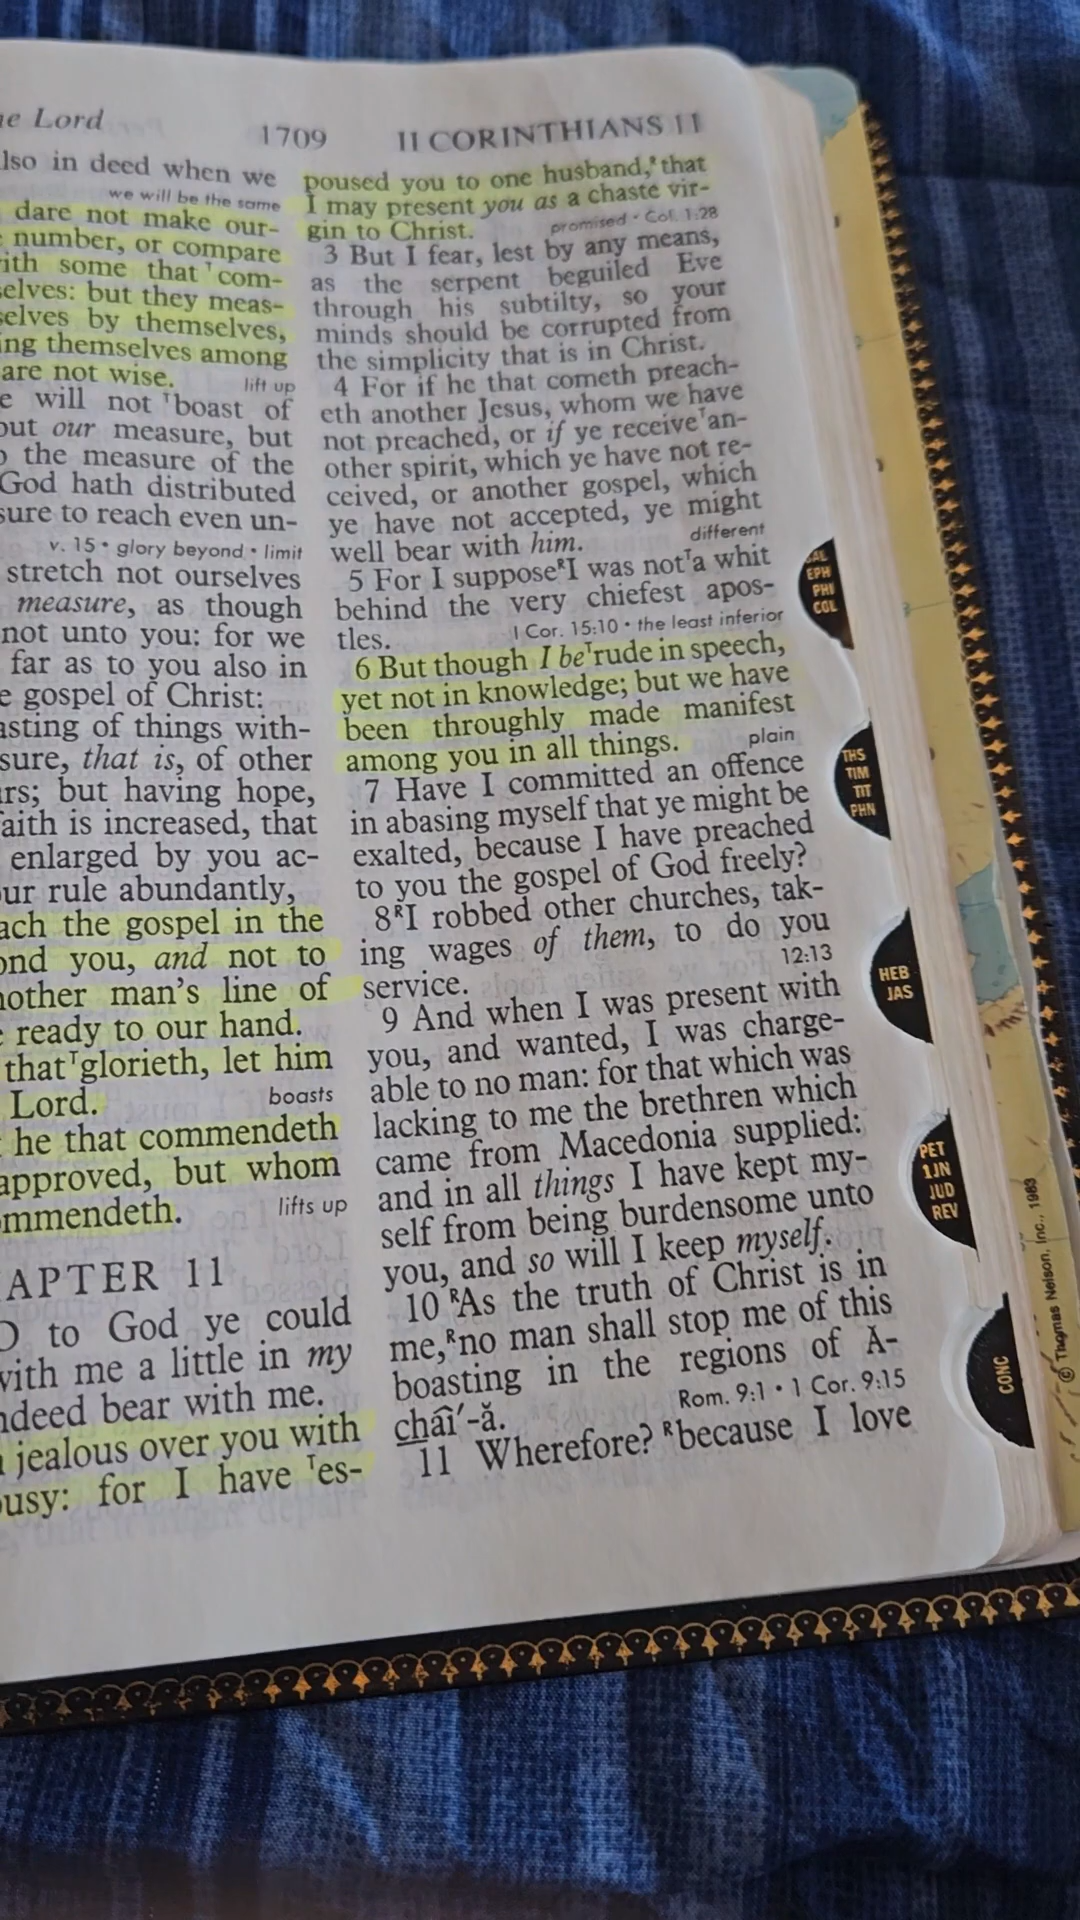 ne Lord
1709
II CORINTHIANS 11
lso in deed when we
we will be the same
dare not make our-
number, or compare
ith some that ᵀcom-
selves: but they meas-
selves by themselves,
ing themselves among
are not wise. lift up
e will not ᵀboast of
out our measure, but
o the measure of the
God hath distributed
sure to reach even un-
v. 15 • glory beyond • limit
stretch not ourselves
measure, as though
not unto you: for we
far as to you also in
e gospel of Christ:
asting of things with-
sure, that is, of other
urs; but having hope,
faith is increased, that
enlarged by you ac-
ur rule abundantly,
ach the gospel in the
ond you, and not to
nother man's line of
ready to our hand.
that ᵀglorieth, let him
Lord. boasts
he that commendeth
approved, but whom
mmendeth. lifts up
APTER 11
O to God ye could
with me a little in my
ndeed bear with me.
jealous over you with
ousy: for I have ᵀes-
poused you to one husband,ᴿ that
I may present you as a chaste vir-
gin to Christ. promised • Col. 1:28
3 But I fear, lest by any means,
as the serpent beguiled Eve
through his subtilty, so your
minds should be corrupted from
the simplicity that is in Christ.
4 For if he that cometh preach-
eth another Jesus, whom we have
not preached, or if ye receive ᵀan-
other spirit, which ye have not re-
ceived, or another gospel, which
ye have not accepted, ye might
well bear with him. different
5 For I suppose ᴿI was not ᵀa whit
behind the very chiefest apos-
tles. 1 Cor. 15:10 • the least inferior
6 But though I be ᵀrude in speech,
yet not in knowledge; but we have
been throughly made manifest
among you in all things. plain
7 Have I committed an offence
in abasing myself that ye might be
exalted, because I have preached
to you the gospel of God freely?
8 ᴿI robbed other churches, tak-
ing wages of them, to do you
service. 12:13
9 And when I was present with
you, and wanted, I was charge-
able to no man: for that which was
lacking to me the brethren which
came from Macedonia supplied:
and in all things I have kept my-
self from being burdensome unto
you, and so will I keep myself.
10 ᴿAs the truth of Christ is in
me,ᴿno man shall stop me of this
boasting in the regions of Ă-
châi′-ă. Rom. 9:1 • 1 Cor. 9:15
11 Wherefore? ᴿbecause I love
GAL
EPH
PHI
COL
THS
TIM
TIT
PHN
HEB
JAS
PET
1JN
JUD
REV
CONC
© Thomas Nelson, Inc., 1983